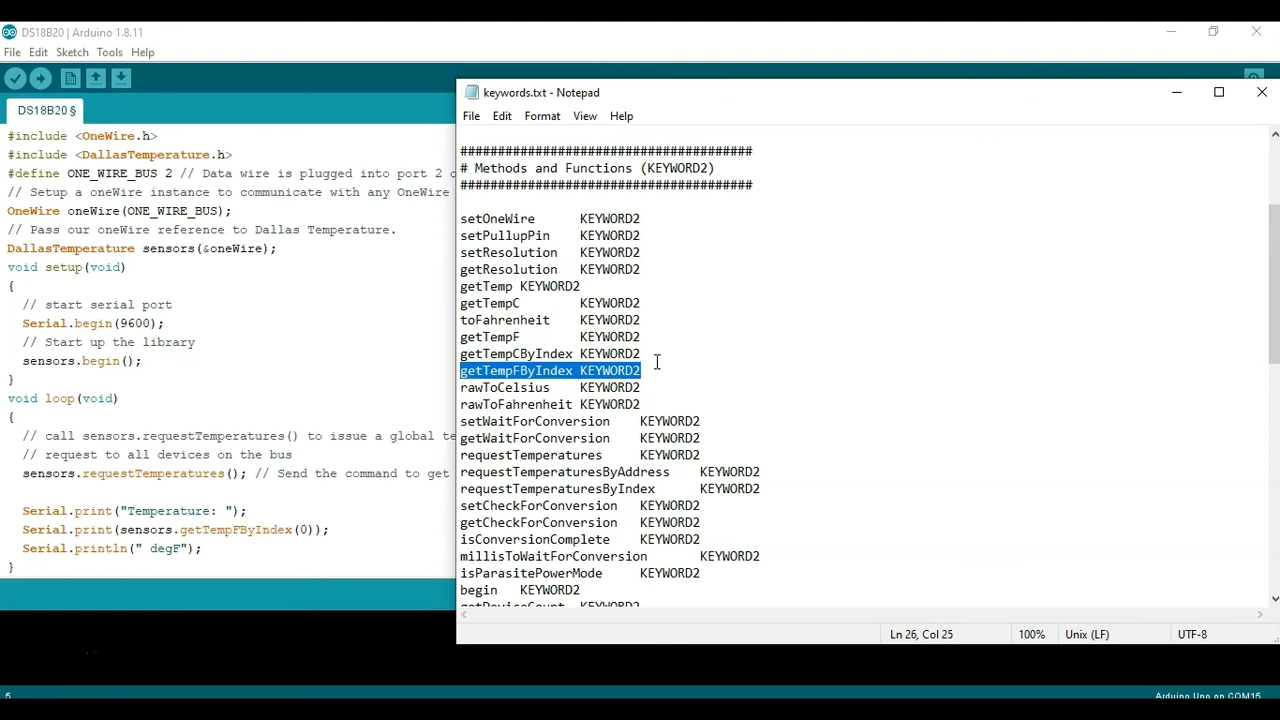 DS18B20 | Arduino 1.8.11
File Edit Sketch Tools Help
DS18B20 §
#include <OneWire.h>
#include <DallasTemperature.h>
#define ONE_WIRE_BUS 2 // Data wire is plugged into port 2
// Setup a oneWire instance to communicate with any OneWire
OneWire oneWire(ONE_WIRE_BUS);
// Pass our oneWire reference to Dallas Temperature.
DallasTemperature sensors(&oneWire);
void setup(void)
{
// start serial port
Serial.begin(9600);
// Start up the library
sensors.begin();
}
void loop(void)
{
// call sensors.requestTemperatures() to issue a global te
// request to all devices on the bus
sensors.requestTemperatures(); // Send the command to get
Serial.print("Temperature: ");
Serial.print(sensors.getTempFByIndex(0));
Serial.println(" degF");
}
5
Arduino Uno on COM15
keywords.txt - Notepad
File Edit Format View Help
#######################################
# Methods and Functions (KEYWORD2)
#######################################
setOneWire KEYWORD2
setPullupPin KEYWORD2
setResolution KEYWORD2
getResolution KEYWORD2
getTemp KEYWORD2
getTempC KEYWORD2
toFahrenheit KEYWORD2
getTempF KEYWORD2
getTempCByIndex KEYWORD2
getTempFByIndex KEYWORD2
rawToCelsius KEYWORD2
rawToFahrenheit KEYWORD2
setWaitForConversion KEYWORD2
getWaitForConversion KEYWORD2
requestTemperatures KEYWORD2
requestTemperaturesByAddress KEYWORD2
requestTemperaturesByIndex KEYWORD2
setCheckForConversion KEYWORD2
getCheckForConversion KEYWORD2
isConversionComplete KEYWORD2
millisToWaitForConversion KEYWORD2
isParasitePowerMode KEYWORD2
begin KEYWORD2
getDeviceCount KEYWORD2
Ln 26, Col 25 100% Unix (LF) UTF-8